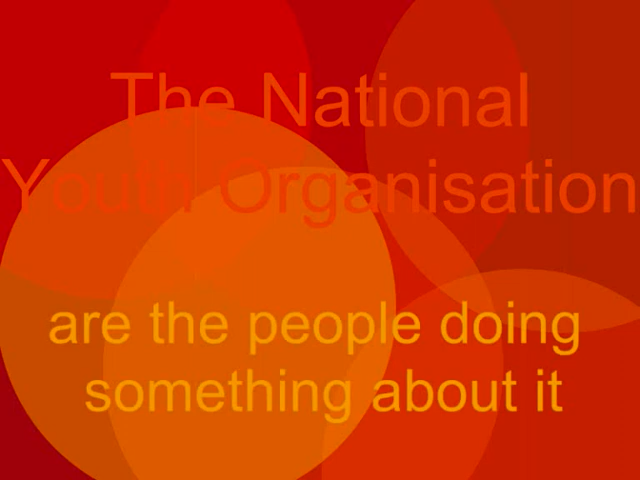 The National
Youth Organisation
are the people doing
something about it